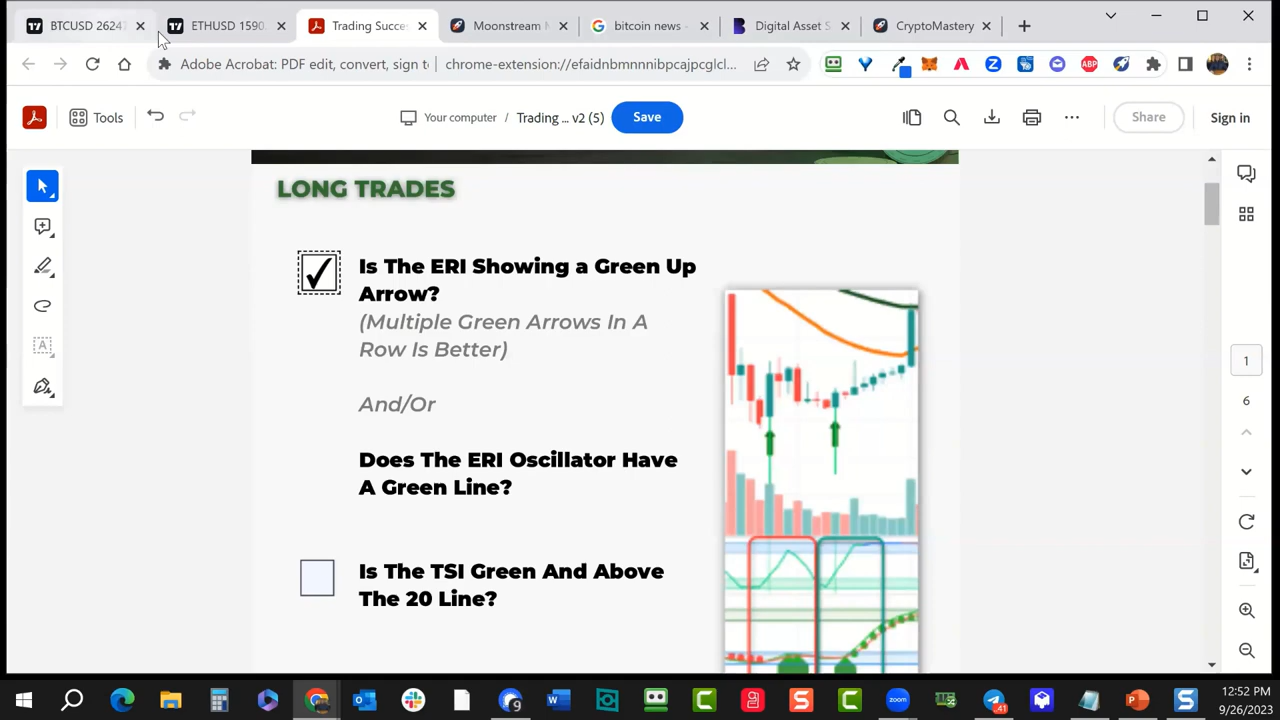 BTCUSD 2624
ETHUSD 1590.
Trading Succe
Moonstream M
bitcoin news -
Digital Asset S
CryptoMastery
Adobe Acrobat: PDF edit, convert, sign t
chrome-extension://efaidnbmnnnibpcajpcglcl...
ABP
Tools
Your computer / Trading ... v2 (5)
Save
Share
Sign in
LONG TRADES
Is The ERI Showing a Green Up
Arrow?
(Multiple Green Arrows In A
Row Is Better)
And/Or
Does The ERI Oscillator Have
A Green Line?
Is The TSI Green And Above
The 20 Line?
1
6
12:52 PM
9/26/2023